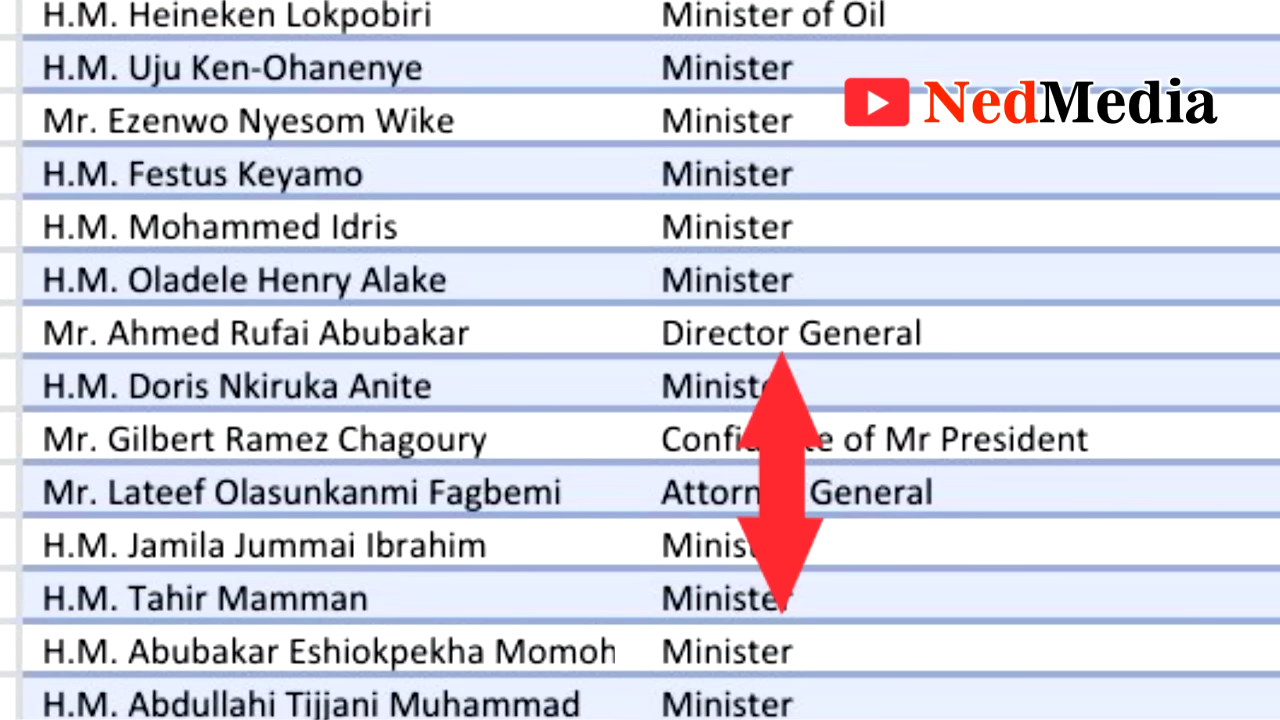 H.M. Heineken Lokpobiri Minister of Oil
H.M. Uju Ken-Ohanenye Minister
NedMedia
Mr. Ezenwo Nyesom Wike Minister
H.M. Festus Keyamo Minister
H.M. Mohammed Idris Minister
H.M. Oladele Henry Alake Minister
Mr. Ahmed Rufai Abubakar Director General
H.M. Doris Nkiruka Anite Minister
Mr. Gilbert Ramez Chagoury of Mr President
Mr. Lateef Olasunkanmi Fagbemi General
H.M. Jamila Jummai Ibrahim Minister
H.M. Tahir Mamman Minister
H.M. Abubakar Eshiokpekha Momoh Minister
H.M. Abdullahi Tijjani Muhammad Minister